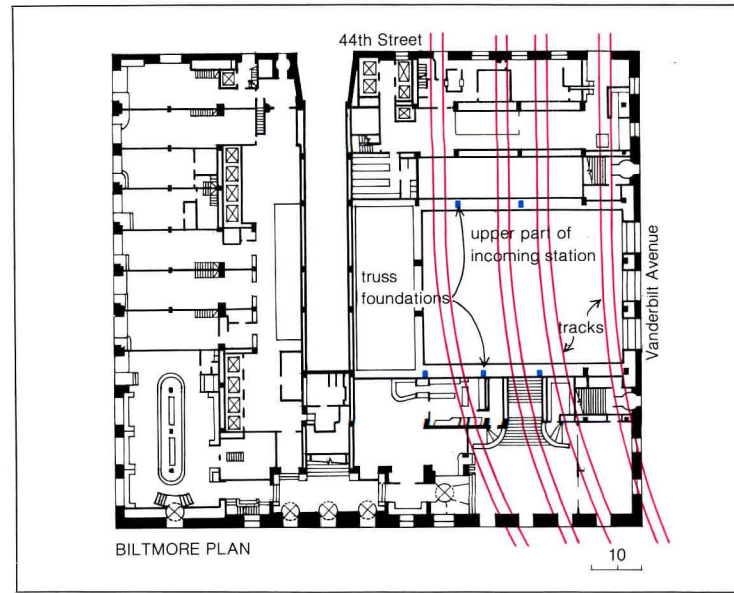 44th Street
upper part of
incoming station
truss
foundations
tracks
Vanderbilt Avenue
BILTMORE PLAN
10